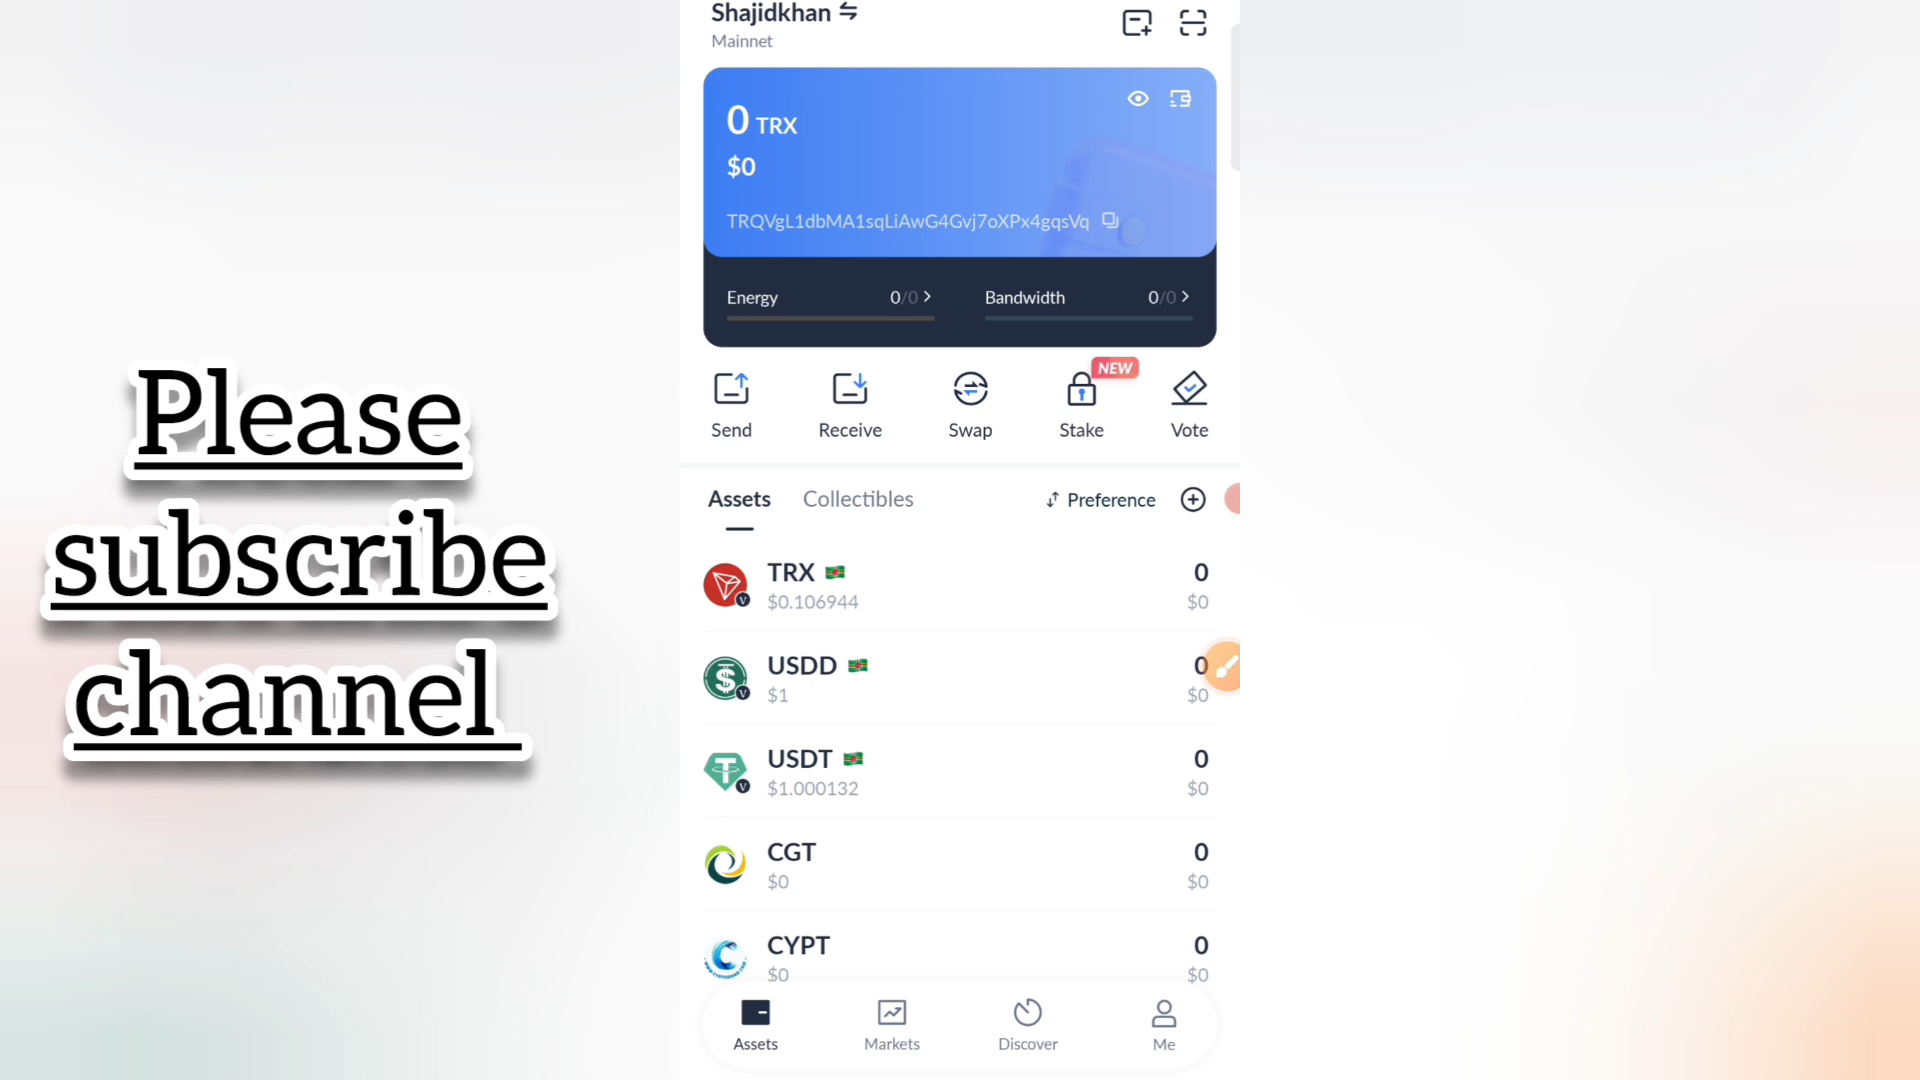 Shajidkhan
Mainnet
0 TRX
$0
TRQVgL1dbMA1sqLiAwG4Gvj7oXPx4gqsVq
Energy 0/0 Bandwidth 0/0
NEW
Send Receive Swap Stake Vote
Assets Collectibles Preference
TRX 0
$0.106944 $0
USDD 0
$1 $0
USDT 0
$1.000132 $0
CGT 0
$0 $0
CYPT 0
$0 $0
Assets Markets Discover Me
Please
subscribe
channel